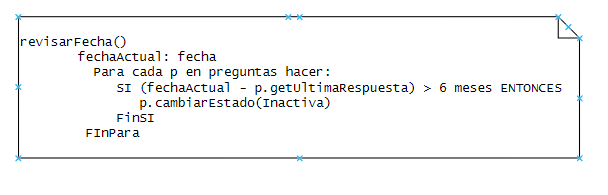 revisarFecha()
fechaActual: fecha
Para cada p en preguntas hacer:
SI (fechaActual - p.getUltimaRespuesta) > 6 meses ENTONCES
p.cambiarEstado(Inactiva)
FinSI
FInPara